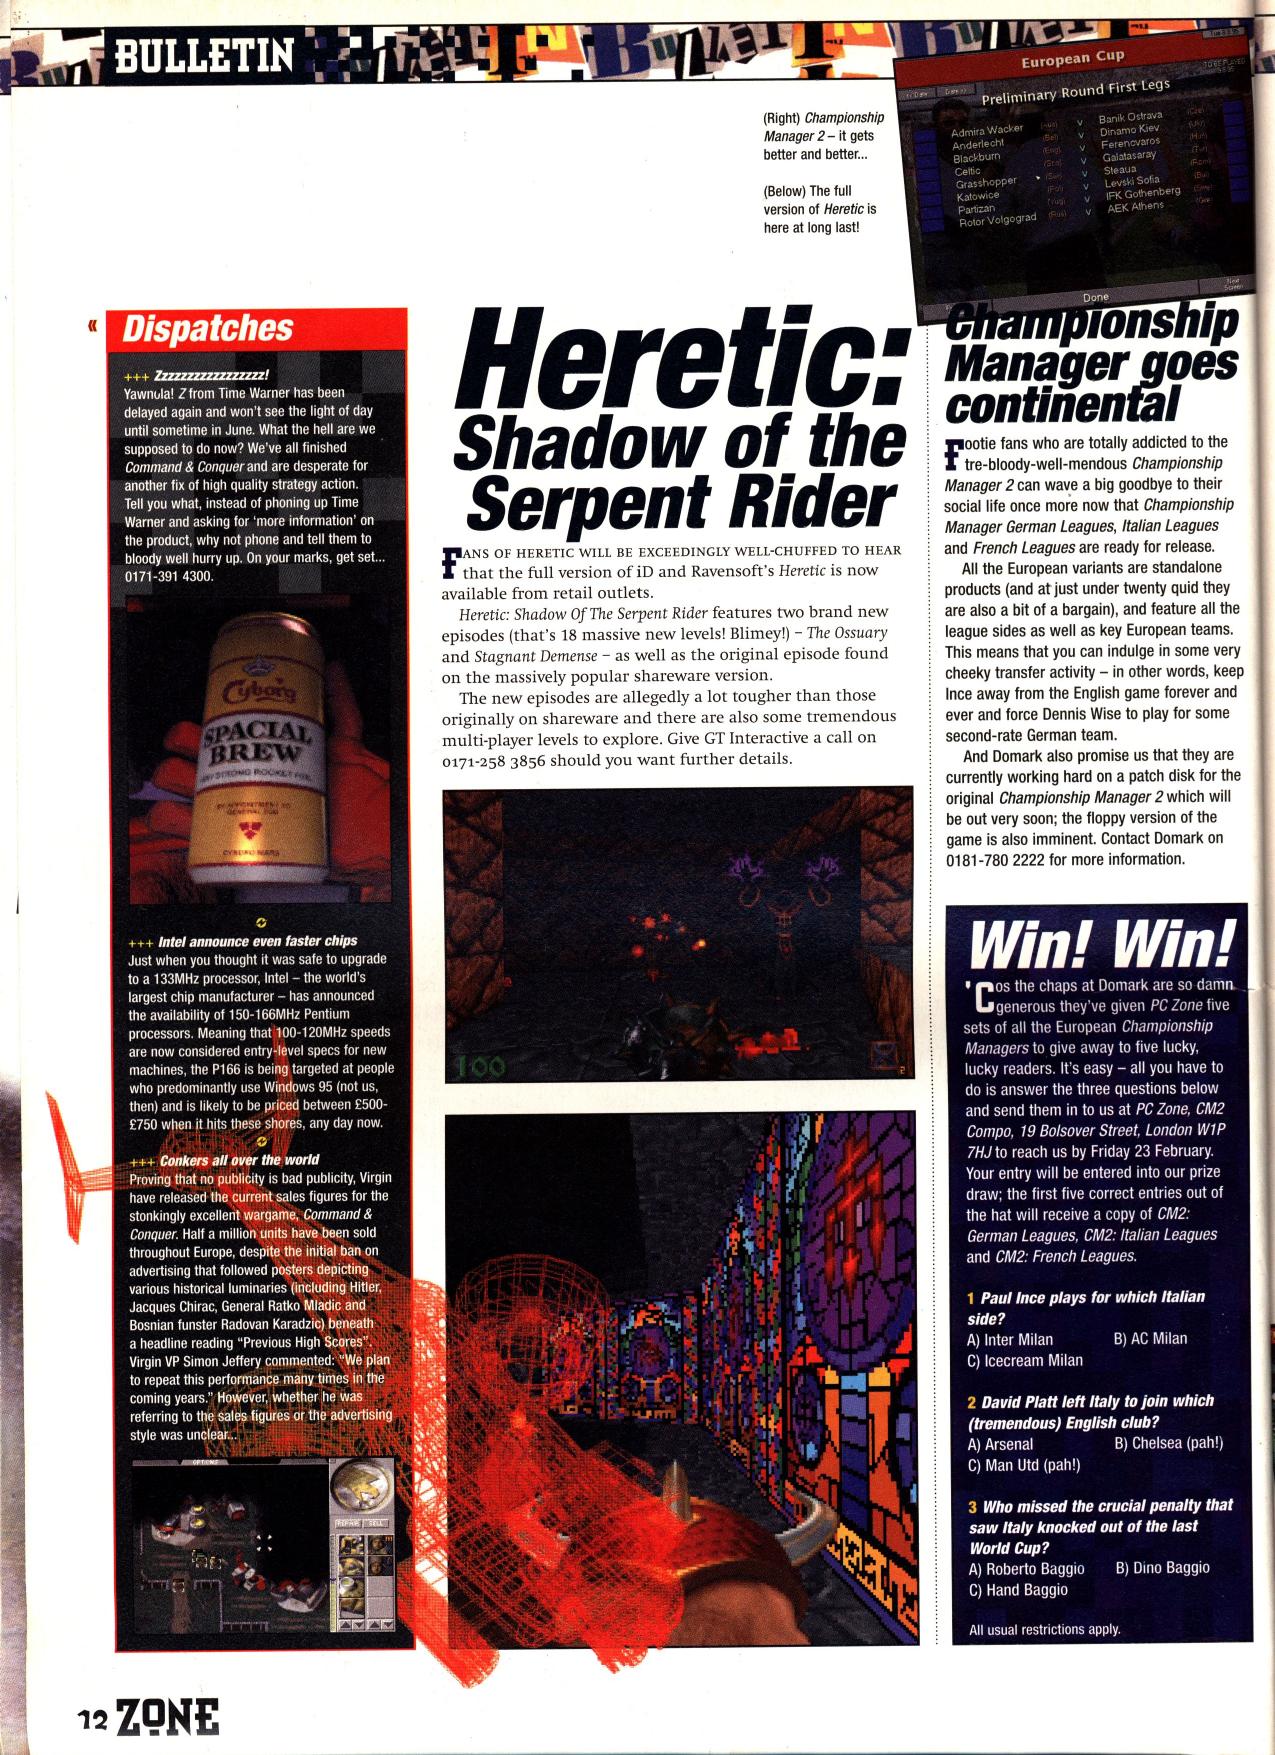 BULLETIN
(Right) Championship
Manager 2 – it gets
better and better...
(Below) The full
version of Heretic is
here at long last!
European Cup
Preliminary Round First Legs
Admira Wacker v Banik Ostrava
Anderlecht v Dinamo Kiev
Blackburn v Ferencvaros
Celtic v Galatasaray
Grasshopper v Steaua
Katowice v Levski Sofia
Partizan v IFK Gothenberg
Rotor Volgograd v AEK Athens
Done
«
Dispatches
+++ Zzzzzzzzzzzzzzzzz!
Yawnula! Z from Time Warner has been
delayed again and won't see the light of day
until sometime in June. What the hell are we
supposed to do now? We've all finished
Command & Conquer and are desperate for
another fix of high quality strategy action.
Tell you what, instead of phoning up Time
Warner and asking for 'more information' on
the product, why not phone and tell them to
bloody well hurry up. On your marks, get set...
0171-391 4300.
Cyborg
SPACIAL
BREW
VERY STRONG ROCKET FUEL
BY APPOINTMENT TO
GENERAL ZOD
+++ Intel announce even faster chips
Just when you thought it was safe to upgrade
to a 133MHz processor, Intel – the world's
largest chip manufacturer – has announced
the availability of 150-166MHz Pentium
processors. Meaning that 100-120MHz speeds
are now considered entry-level specs for new
machines, the P166 is being targeted at people
who predominantly use Windows 95 (not us,
then) and is likely to be priced between £500-
£750 when it hits these shores, any day now.
+++ Conkers all over the world
Proving that no publicity is bad publicity, Virgin
have released the current sales figures for the
stonkingly excellent wargame, Command &
Conquer. Half a million units have been sold
throughout Europe, despite the initial ban on
advertising that followed posters depicting
various historical luminaries (including Hitler,
Jacques Chirac, General Ratko Mladic and
Bosnian funster Radovan Karadzic) beneath
a headline reading "Previous High Scores".
Virgin VP Simon Jeffery commented: "We plan
to repeat this performance many times in the
coming years." However, whether he was
referring to the sales figures or the advertising
style was unclear...
OPTIONS
REPAIR SELL
Heretic:
Shadow of the
Serpent Rider
FANS OF HERETIC WILL BE EXCEEDINGLY WELL-CHUFFED TO HEAR
that the full version of iD and Ravensoft's Heretic is now
available from retail outlets.
Heretic: Shadow Of The Serpent Rider features two brand new
episodes (that's 18 massive new levels! Blimey!) – The Ossuary
and Stagnant Demense – as well as the original episode found
on the massively popular shareware version.
The new episodes are allegedly a lot tougher than those
originally on shareware and there are also some tremendous
multi-player levels to explore. Give GT Interactive a call on
0171-258 3856 should you want further details.
100
Championship
Manager goes
continental
Footie fans who are totally addicted to the
tre-bloody-well-mendous Championship
Manager 2 can wave a big goodbye to their
social life once more now that Championship
Manager German Leagues, Italian Leagues
and French Leagues are ready for release.
All the European variants are standalone
products (and at just under twenty quid they
are also a bit of a bargain), and feature all the
league sides as well as key European teams.
This means that you can indulge in some very
cheeky transfer activity – in other words, keep
Ince away from the English game forever and
ever and force Dennis Wise to play for some
second-rate German team.
And Domark also promise us that they are
currently working hard on a patch disk for the
original Championship Manager 2 which will
be out very soon; the floppy version of the
game is also imminent. Contact Domark on
0181-780 2222 for more information.
Win! Win!
'Cos the chaps at Domark are so damn
generous they've given PC Zone five
sets of all the European Championship
Managers to give away to five lucky,
lucky readers. It's easy – all you have to
do is answer the three questions below
and send them in to us at PC Zone, CM2
Compo, 19 Bolsover Street, London W1P
7HJ to reach us by Friday 23 February.
Your entry will be entered into our prize
draw; the first five correct entries out of
the hat will receive a copy of CM2:
German Leagues, CM2: Italian Leagues
and CM2: French Leagues.
1 Paul Ince plays for which Italian
side?
A) Inter Milan B) AC Milan
C) Icecream Milan
2 David Platt left Italy to join which
(tremendous) English club?
A) Arsenal B) Chelsea (pah!)
C) Man Utd (pah!)
3 Who missed the crucial penalty that
saw Italy knocked out of the last
World Cup?
A) Roberto Baggio B) Dino Baggio
C) Hand Baggio
All usual restrictions apply.
12 ZONE